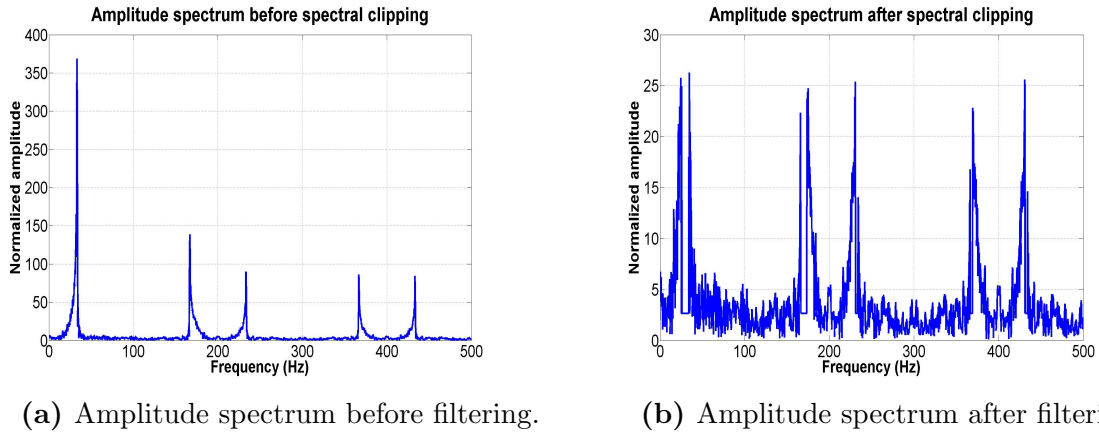 Amplitude spectrum before spectral clipping
Normalized amplitude
400
350
300
250
200
150
100
50
0
0 100 200 300 400 500
Frequency (Hz)
(a) Amplitude spectrum before filtering.
Amplitude spectrum after spectral clipping
Normalized amplitude
30
25
20
15
10
5
0
0 100 200 300 400 500
Frequency (Hz)
(b) Amplitude spectrum after filteri